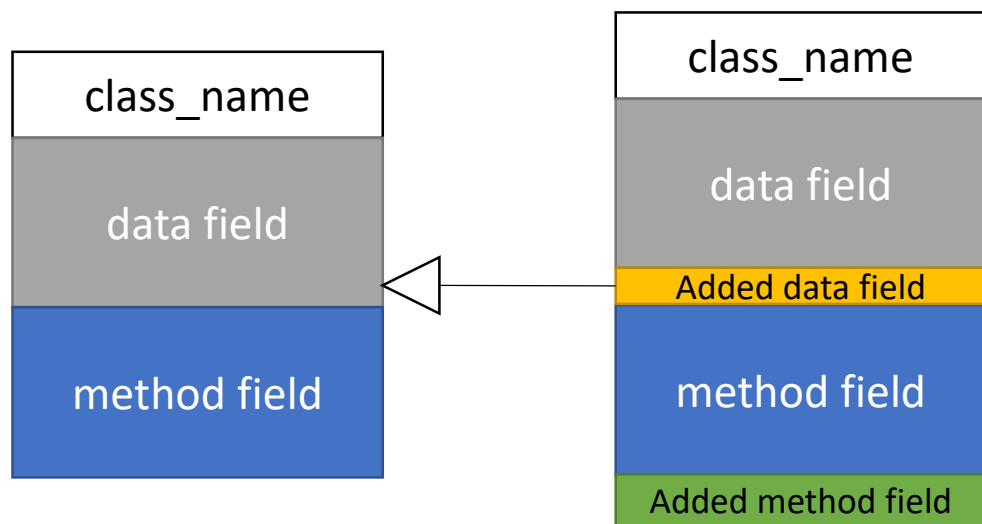 class_name
data field
method field
class_name
data field
Added data field
method field
Added method field